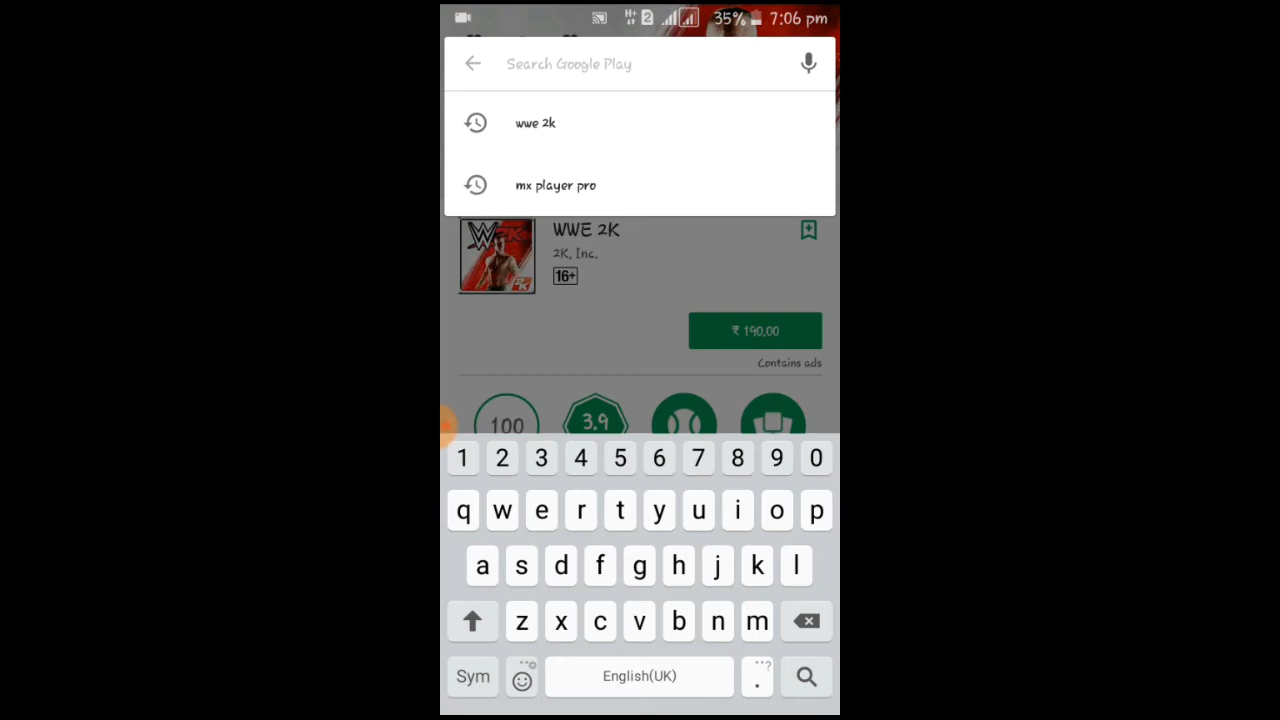 H+ 2 35% 7:06 pm
Search Google Play
wwe 2k
mx player pro
WWE 2K
2K, Inc.
16+
₹ 190.00
Contains ads
100 3.9
1 2 3 4 5 6 7 8 9 0
q w e r t y u i o p
a s d f g h j k l
z x c v b n m
Sym English(UK) . ?